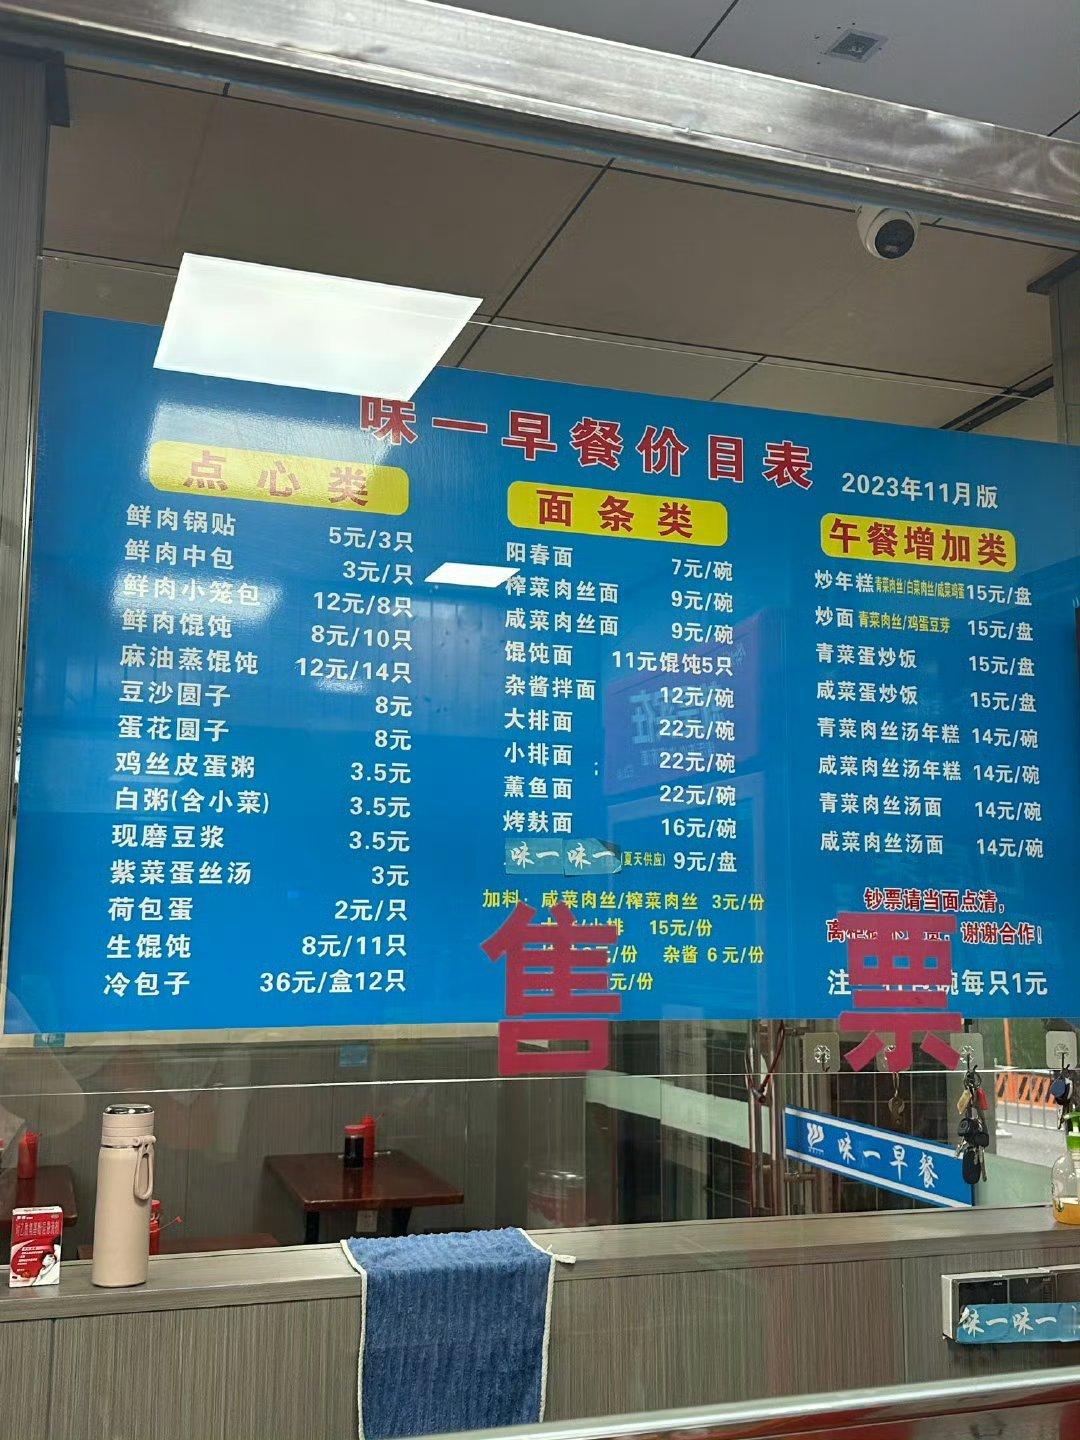 味一早餐价目表
2023年11月版
点心类
鲜肉锅贴 5元/3只
鲜肉中包 3元/只
鲜肉小笼包 12元/8只
鲜肉馄饨 8元/10只
麻油蒸馄饨 12元/14只
豆沙圆子 8元
蛋花圆子 8元
鸡丝皮蛋粥 3.5元
白粥(含小菜) 3.5元
现磨豆浆 3.5元
紫菜蛋丝汤 3元
荷包蛋 2元/只
生馄饨 8元/11只
冷包子 36元/盒12只
面条类
阳春面 7元/碗
榨菜肉丝面 9元/碗
咸菜肉丝面 9元/碗
馄饨面 11元馄饨5只
杂酱拌面 12元/碗
大排面 22元/碗
小排面 22元/碗
薰鱼面 22元/碗
烤麸面 16元/碗
味一 味一 (夏天供应) 9元/盘
加料: 咸菜肉丝/榨菜肉丝 3元/份
小排 15元/份
元/份 杂酱 6元/份
元/份
午餐增加类
炒年糕 青菜肉丝/白菜肉丝/咸菜鸡蛋 15元/盘
炒面 青菜肉丝/鸡蛋豆芽 15元/盘
青菜蛋炒饭 15元/盘
咸菜蛋炒饭 15元/盘
青菜肉丝汤年糕 14元/碗
咸菜肉丝汤年糕 14元/碗
青菜肉丝汤面 14元/碗
咸菜肉丝汤面 14元/碗
钞票请当面点清,
谢谢合作!
注 碗每只1元
售票
味一早餐
味一味一